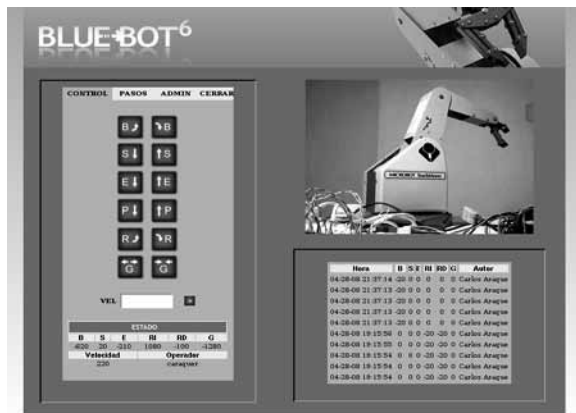 BLUE-BOT6
CONTROL PASOS ADMIN CERRAR
B B
S S
E E
P P
R R
G G
VEL
ESTADO
B S E RI RD G
-620 20 -210 1080 -100 -1280
Velocidad Operador
220 caraquer
MICROBOT
Hora B S E RI RD G Autor
04-28-08 21:37:14 -20 0 0 0 0 0 Carlos Araque
04-28-08 21:37:13 -20 0 0 0 0 0 Carlos Araque
04-28-08 21:37:13 -20 0 0 0 0 0 Carlos Araque
04-28-08 21:37:13 -20 0 0 0 0 0 Carlos Araque
04-28-08 21:37:13 -20 0 0 0 0 0 Carlos Araque
04-28-08 19:15:56 0 0 0 -20 -20 0 Carlos Araque
04-28-08 19:15:55 0 0 0 -20 -20 0 Carlos Araque
04-28-08 19:15:54 0 0 0 -20 -20 0 Carlos Araque
04-28-08 19:15:54 0 0 0 -20 -20 0 Carlos Araque
04-28-08 19:15:54 0 0 0 -20 -20 0 Carlos Araque